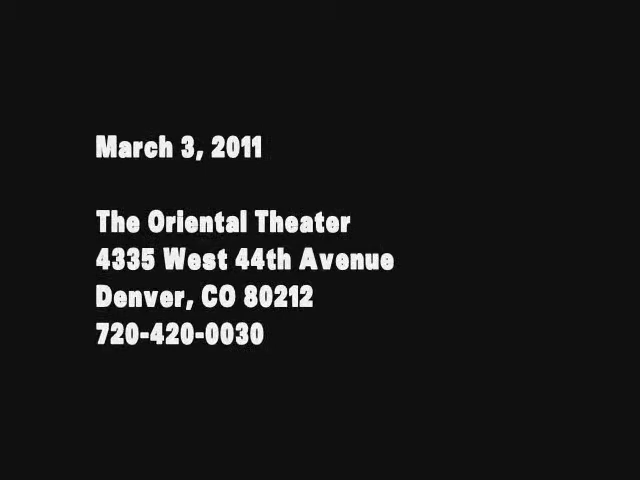 March 3, 2011
The Oriental Theater
4335 West 44th Avenue
Denver, CO 80212
720-420-0030